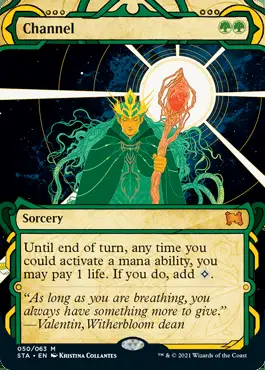 Channel
Sorcery
Until end of turn, any time you
could activate a mana ability, you
may pay 1 life. If you do, add ◇.
“As long as you are breathing, you
always have something more to give.”
—Valentin, Witherbloom dean
050/063 M
STA • EN Kristina Collantes
™ & © 2021 Wizards of the Coast